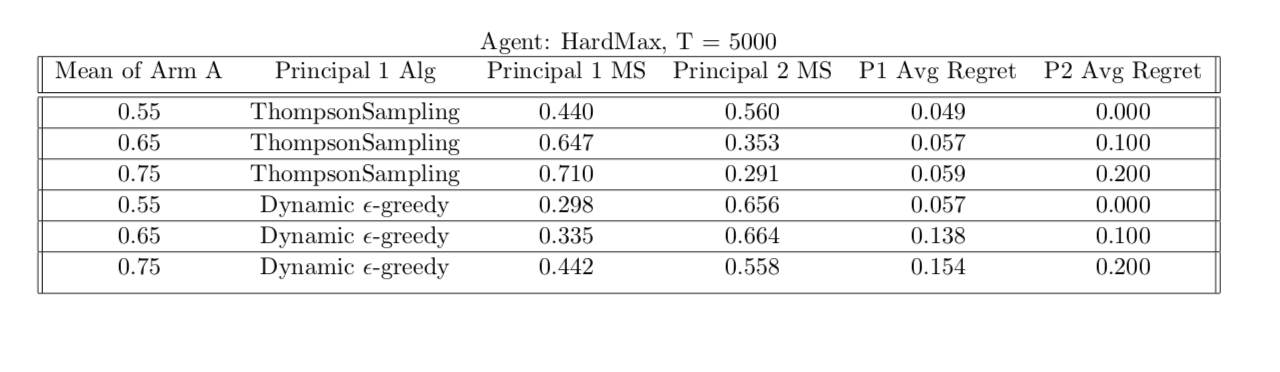 Agent: HardMax, T = 5000
Mean of Arm A Principal 1 Alg Principal 1 MS Principal 2 MS P1 Avg Regret P2 Avg Regret
0.55 ThompsonSampling 0.440 0.560 0.049 0.000
0.65 ThompsonSampling 0.647 0.353 0.057 0.100
0.75 ThompsonSampling 0.710 0.291 0.059 0.200
0.55 Dynamic ϵ-greedy 0.298 0.656 0.057 0.000
0.65 Dynamic ϵ-greedy 0.335 0.664 0.138 0.100
0.75 Dynamic ϵ-greedy 0.442 0.558 0.154 0.200